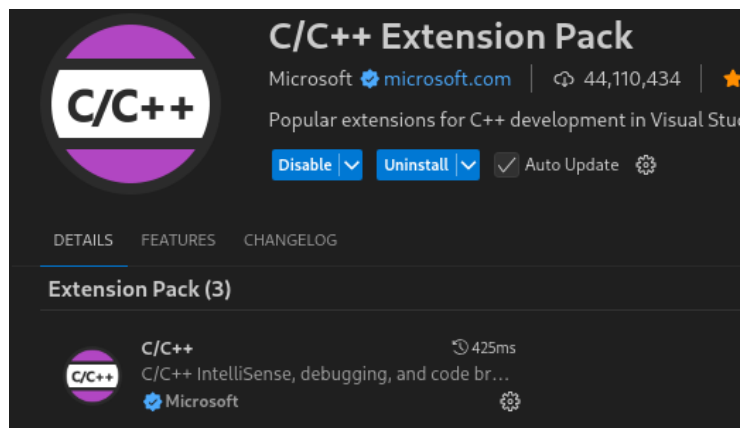 C/C++
C/C++ Extension Pack
Microsoft microsoft.com 44,110,434
Popular extensions for C++ development in Visual
Disable Uninstall Auto Update
DETAILS FEATURES CHANGELOG
Extension Pack (3)
C/C++
C/C++ 425ms
C/C++ IntelliSense, debugging, and code br...
Microsoft